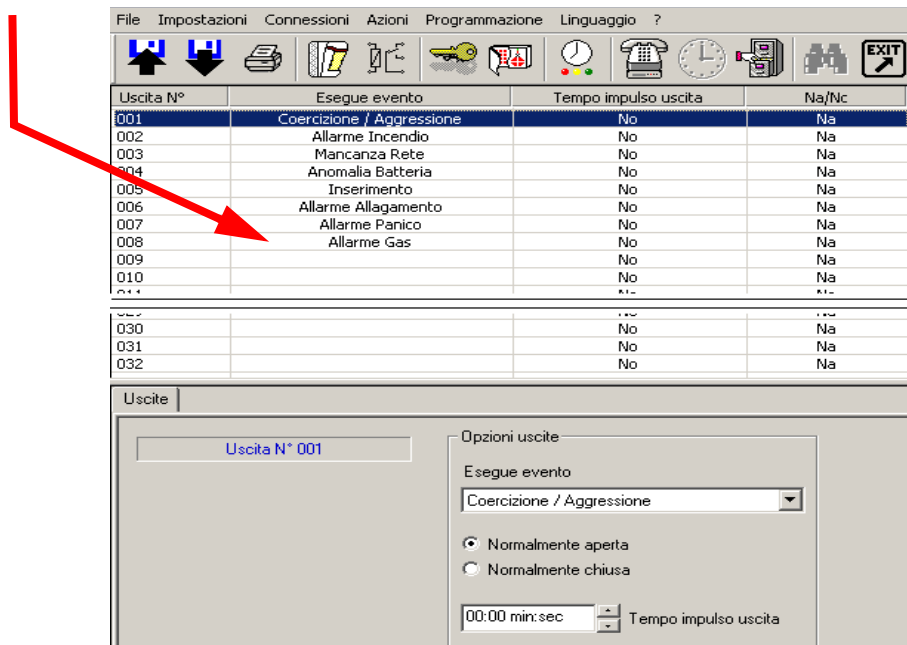 File Impostazioni Connessioni Azioni Programmazione Linguaggio ?
EXIT
Uscita N° Esegue evento Tempo impulso uscita Na/Nc
001 Coercizione / Aggressione No Na
002 Allarme Incendio No Na
003 Mancanza Rete No Na
004 Anomalia Batteria No Na
005 Inserimento No Na
006 Allarme Allagamento No Na
007 Allarme Panico No Na
008 Allarme Gas No Na
009 No Na
010 No Na
030 No Na
031 No Na
032 No Na
Uscite
Uscita N° 001
Opzioni uscite
Esegue evento
Coercizione / Aggressione
Normalmente aperta
Normalmente chiusa
00:00 min:sec Tempo impulso uscita